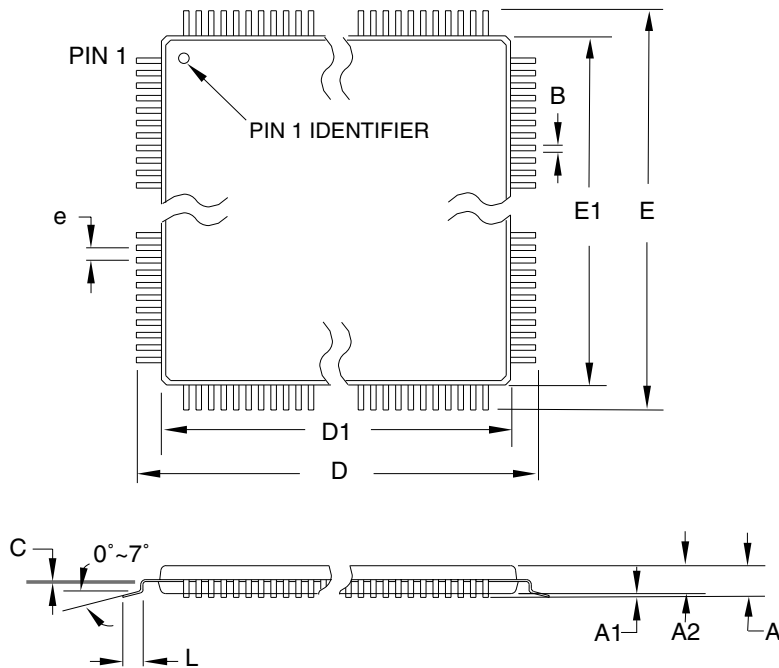 PIN 1
PIN 1 IDENTIFIER
B
e
E1
E
D1
D
C
0°~7°
L
A1
A2
A